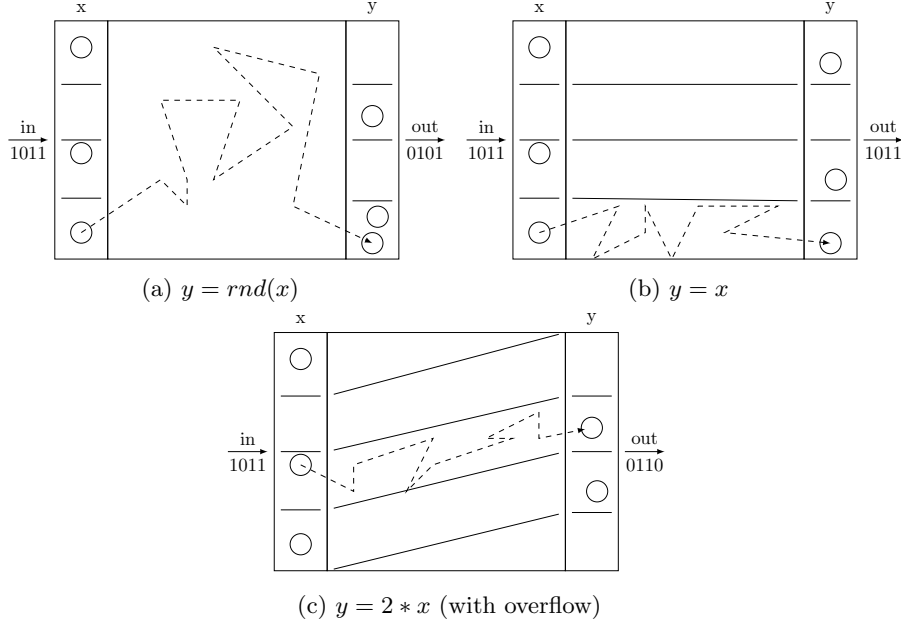 x
y
in
1011
out
0101
(a) y = rnd(x)
x
y
in
1011
out
1011
(b) y = x
x
y
in
1011
out
0110
(c) y = 2 ∗ x (with overflow)